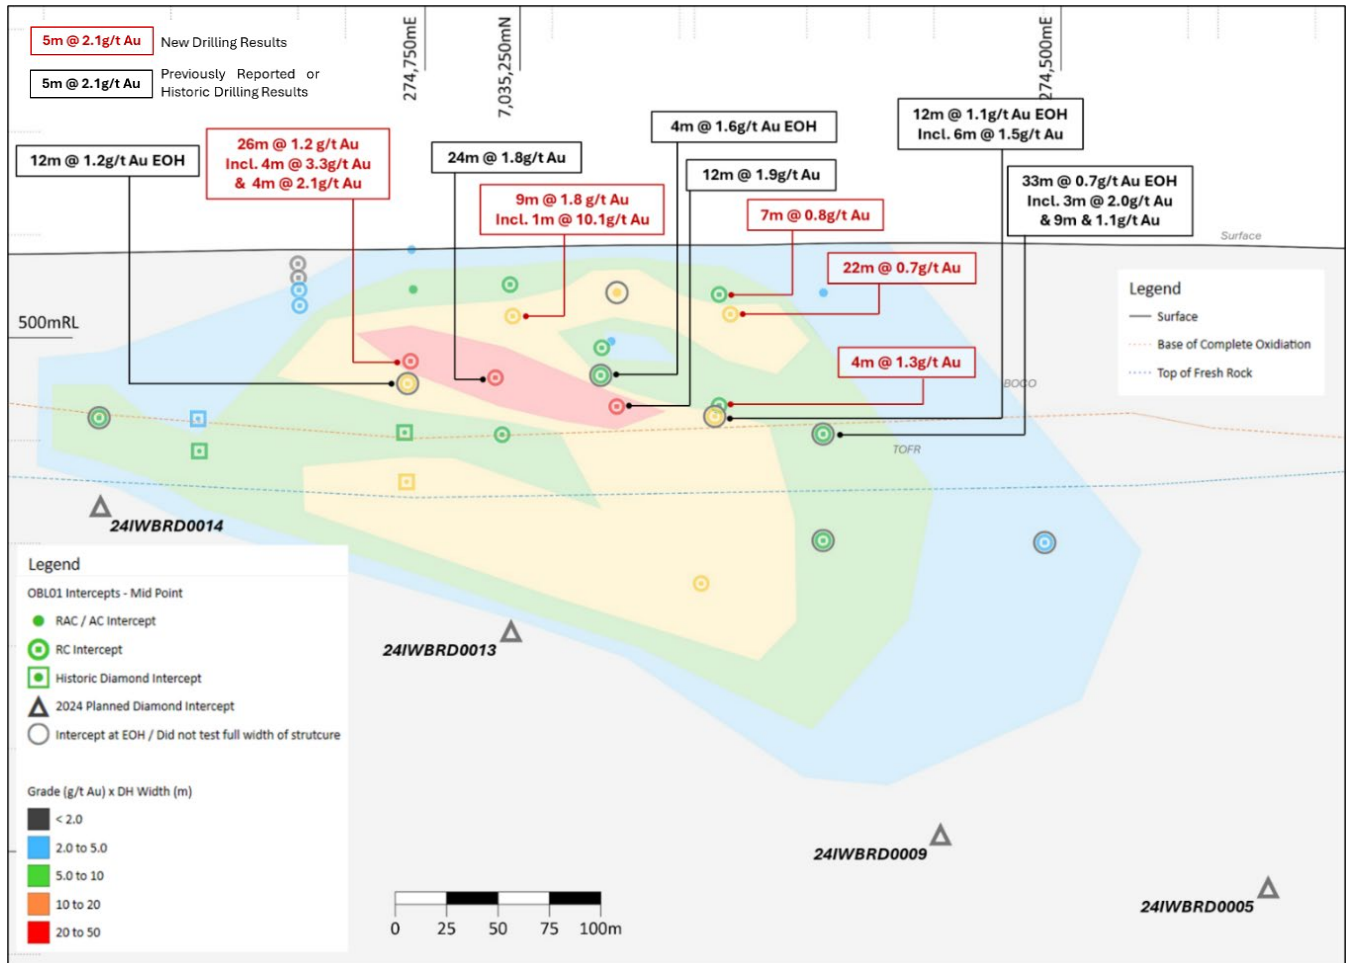 5m @ 2.1g/t Au
New Drilling Results
5m @ 2.1g/t Au
Previously Reported or
Historic Drilling Results
274,750mE
7,035,250mN
274,500mE
12m @ 1.2g/t Au EOH
26m @ 1.2 g/t Au
Incl. 4m @ 3.3g/t Au
& 4m @ 2.1g/t Au
24m @ 1.8g/t Au
9m @ 1.8 g/t Au
Incl. 1m @ 10.1g/t Au
4m @ 1.6g/t Au EOH
12m @ 1.9g/t Au
7m @ 0.8g/t Au
12m @ 1.1g/t Au EOH
Incl. 6m @ 1.5g/t Au
33m @ 0.7g/t Au EOH
Incl. 3m @ 2.0g/t Au
& 9m & 1.1g/t Au
22m @ 0.7g/t Au
4m @ 1.3g/t Au
Surface
500mRL
BOCO
TOFR
Legend
Surface
Base of Complete Oxidiation
Top of Fresh Rock
24IWBRD0014
24IWBRD0013
24IWBRD0009
24IWBRD0005
Legend
OBL01 Intercepts - Mid Point
RAC / AC Intercept
RC Intercept
Historic Diamond Intercept
2024 Planned Diamond Intercept
Intercept at EOH / Did not test full width of strutcure
Grade (g/t Au) x DH Width (m)
< 2.0
2.0 to 5.0
5.0 to 10
10 to 20
20 to 50
0 25 50 75 100m